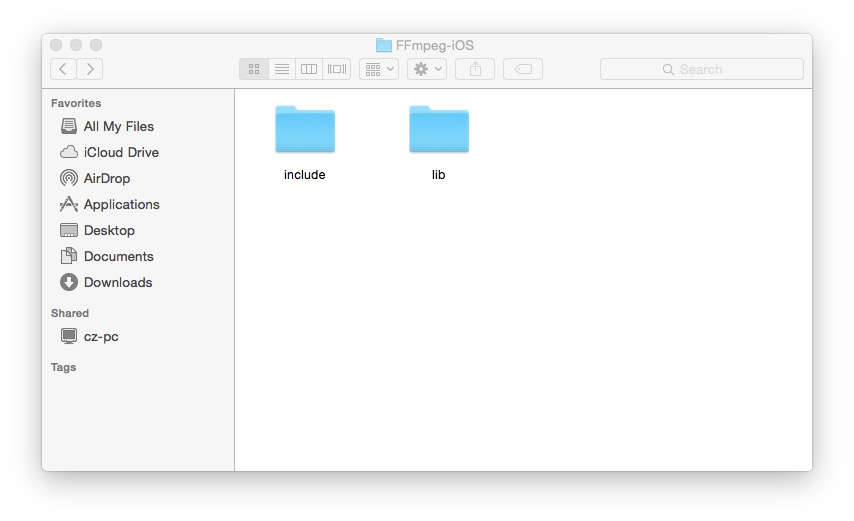 FFmpeg-iOS
Search
Favorites
All My Files
iCloud Drive
AirDrop
Applications
Desktop
Documents
Downloads
Shared
cz-pc
Tags
include
lib